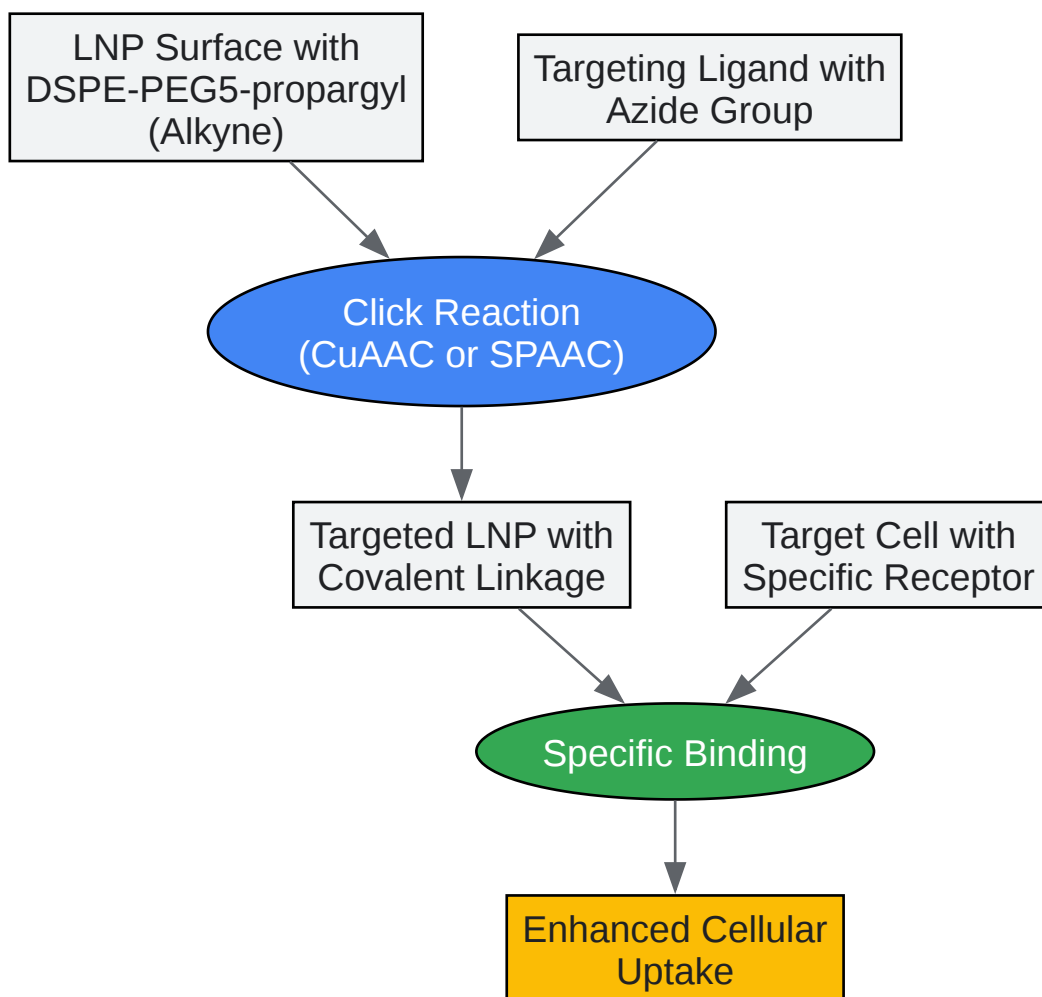 LNP Surface with
DSPE-PEG5-propargyl
(Alkyne)
Targeting Ligand with
Azide Group
Click Reaction
(CuAAC or SPAAC)
Targeted LNP with
Covalent Linkage
Target Cell with
Specific Receptor
Specific Binding
Enhanced Cellular
Uptake